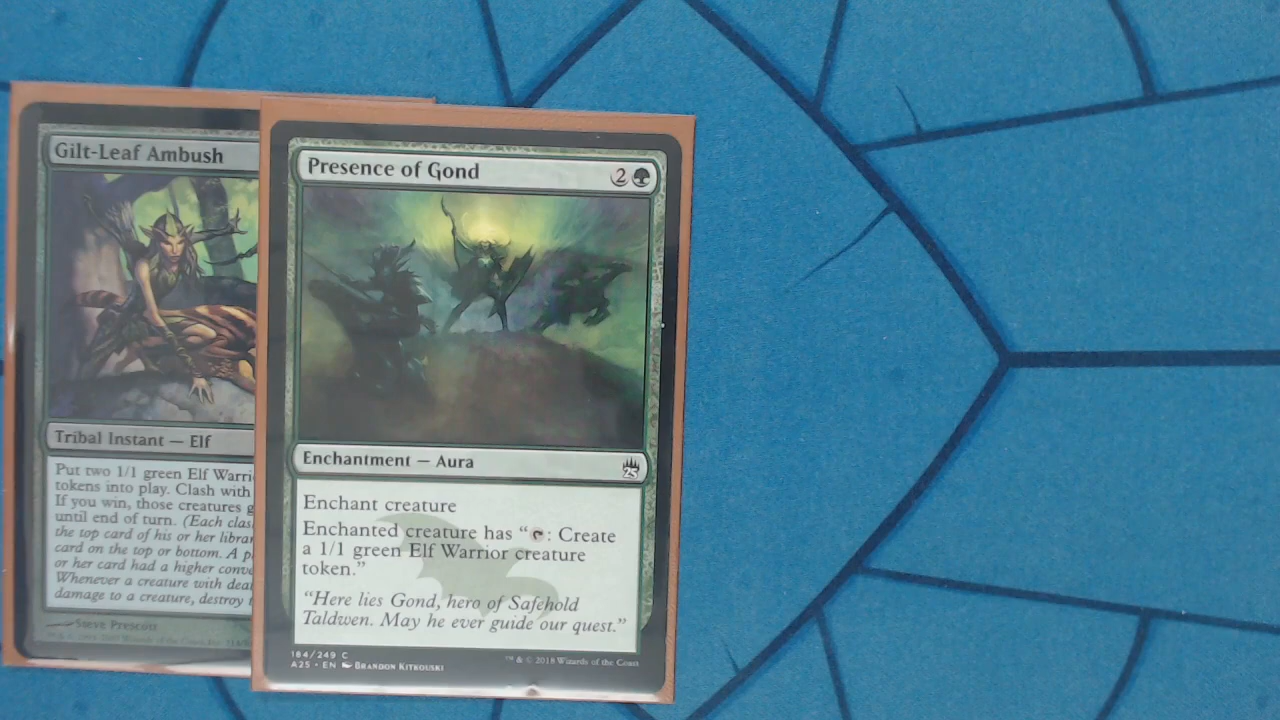 Gilt-Leaf Ambush
Tribal Instant — Elf
Put two 1/1 green Elf Warri
tokens into play. Clash with
If you win, those creatures g
until end of turn. (Each clas
the top card of his or her librar
card on the top or bottom. A p
or her card had a higher conve
Whenever a creature with deat
damage to a creature, destroy t
Steve Prescott
Presence of Gond
2
Enchantment — Aura
25
Enchant creature
Enchanted creature has “: Create
a 1/1 green Elf Warrior creature
token.”
“Here lies Gond, hero of Safehold
Taldwen. May he ever guide our quest.”
184/249 C
A25 • EN Brandon Kitkouski
™ & © 2018 Wizards of the Coast